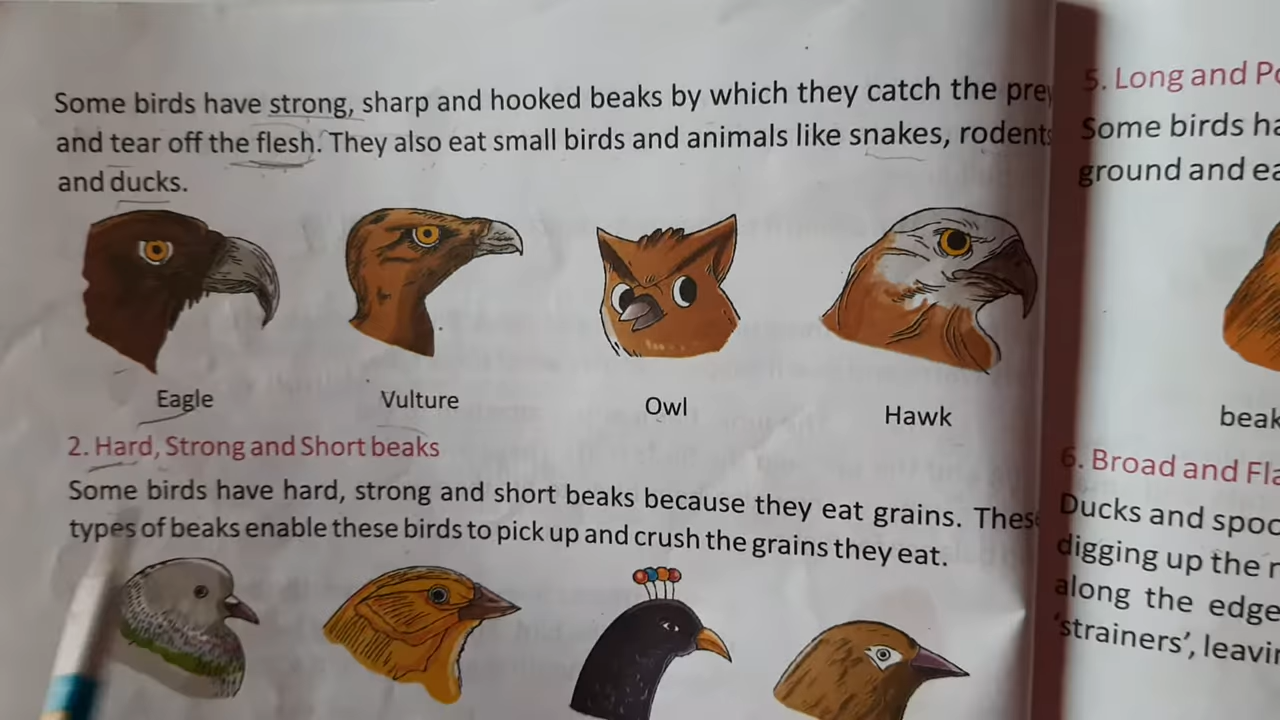 Some birds have strong, sharp and hooked beaks by which they catch the prey
and tear off the flesh. They also eat small birds and animals like snakes, rodents
and ducks.
Eagle
Vulture
Owl
Hawk
2. Hard, Strong and Short beaks
Some birds have hard, strong and short beaks because they eat grains. These
types of beaks enable these birds to pick up and crush the grains they eat.
5. Long and
Some birds
ground and
beak
6. Broad and
Ducks and
digging up the
along the edge
'strainers',